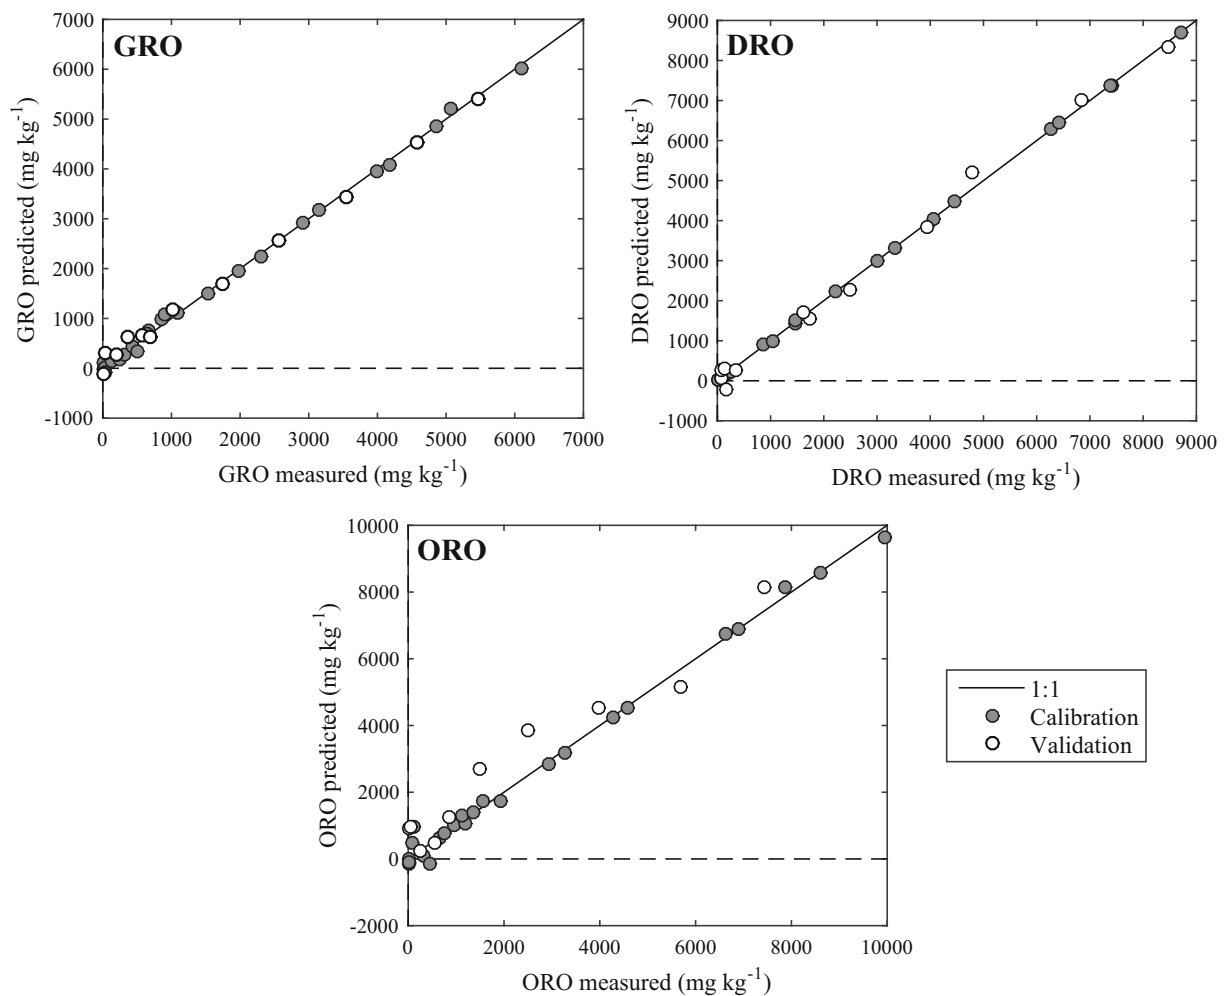 GRO
7000
6000
5000
4000
3000
2000
1000
0
-1000
GRO predicted (mg kg⁻¹)
0 1000 2000 3000 4000 5000 6000 7000
GRO measured (mg kg⁻¹)
DRO
9000
8000
7000
6000
5000
4000
3000
2000
1000
0
-1000
DRO predicted (mg kg⁻¹)
0 1000 2000 3000 4000 5000 6000 7000 8000 9000
DRO measured (mg kg⁻¹)
ORO
10000
8000
6000
4000
2000
0
-2000
ORO predicted (mg kg⁻¹)
0 2000 4000 6000 8000 10000
ORO measured (mg kg⁻¹)
1:1
Calibration
Validation